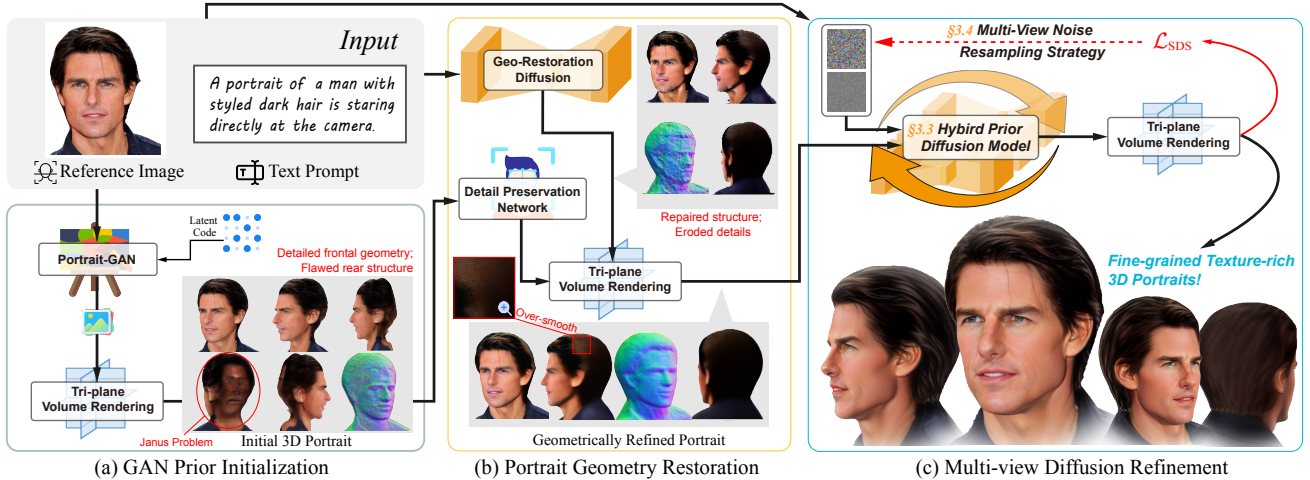 Input
A portrait of a man with
styled dark hair is staring
directly at the camera.
Reference Image
T
Text Prompt
Latent
Code
Portrait-GAN
Detailed frontal geometry;
Flawed rear structure
Tri-plane
Volume Rendering
Janus Problem
Initial 3D Portrait
(a) GAN Prior Initialization
Geo-Restoration
Diffusion
Detail Preservation
Network
Repaired structure;
Eroded details
Tri-plane
Volume Rendering
Over-smooth
Geometrically Refined Portrait
(b) Portrait Geometry Restoration
§3.4 Multi-View Noise
Resampling Strategy
ℒSDS
§3.3 Hybird Prior
Diffusion Model
Tri-plane
Volume Rendering
Fine-grained Texture-rich
3D Portraits!
(c) Multi-view Diffusion Refinement